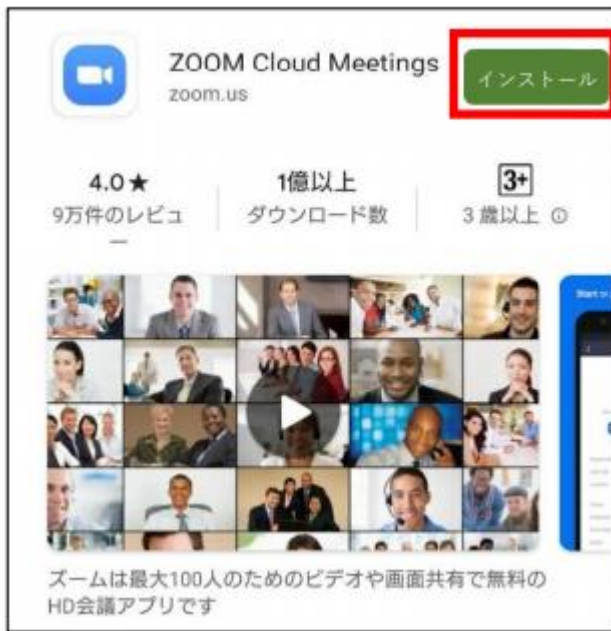 ZOOM Cloud Meetings
zoom.us
インストール
4.0★
9万件のレビュ
ー
1億以上
ダウンロード数
3+
3 歳以上
Start or
ズームは最大100人のためのビデオや画面共有で無料の
HD会議アプリです